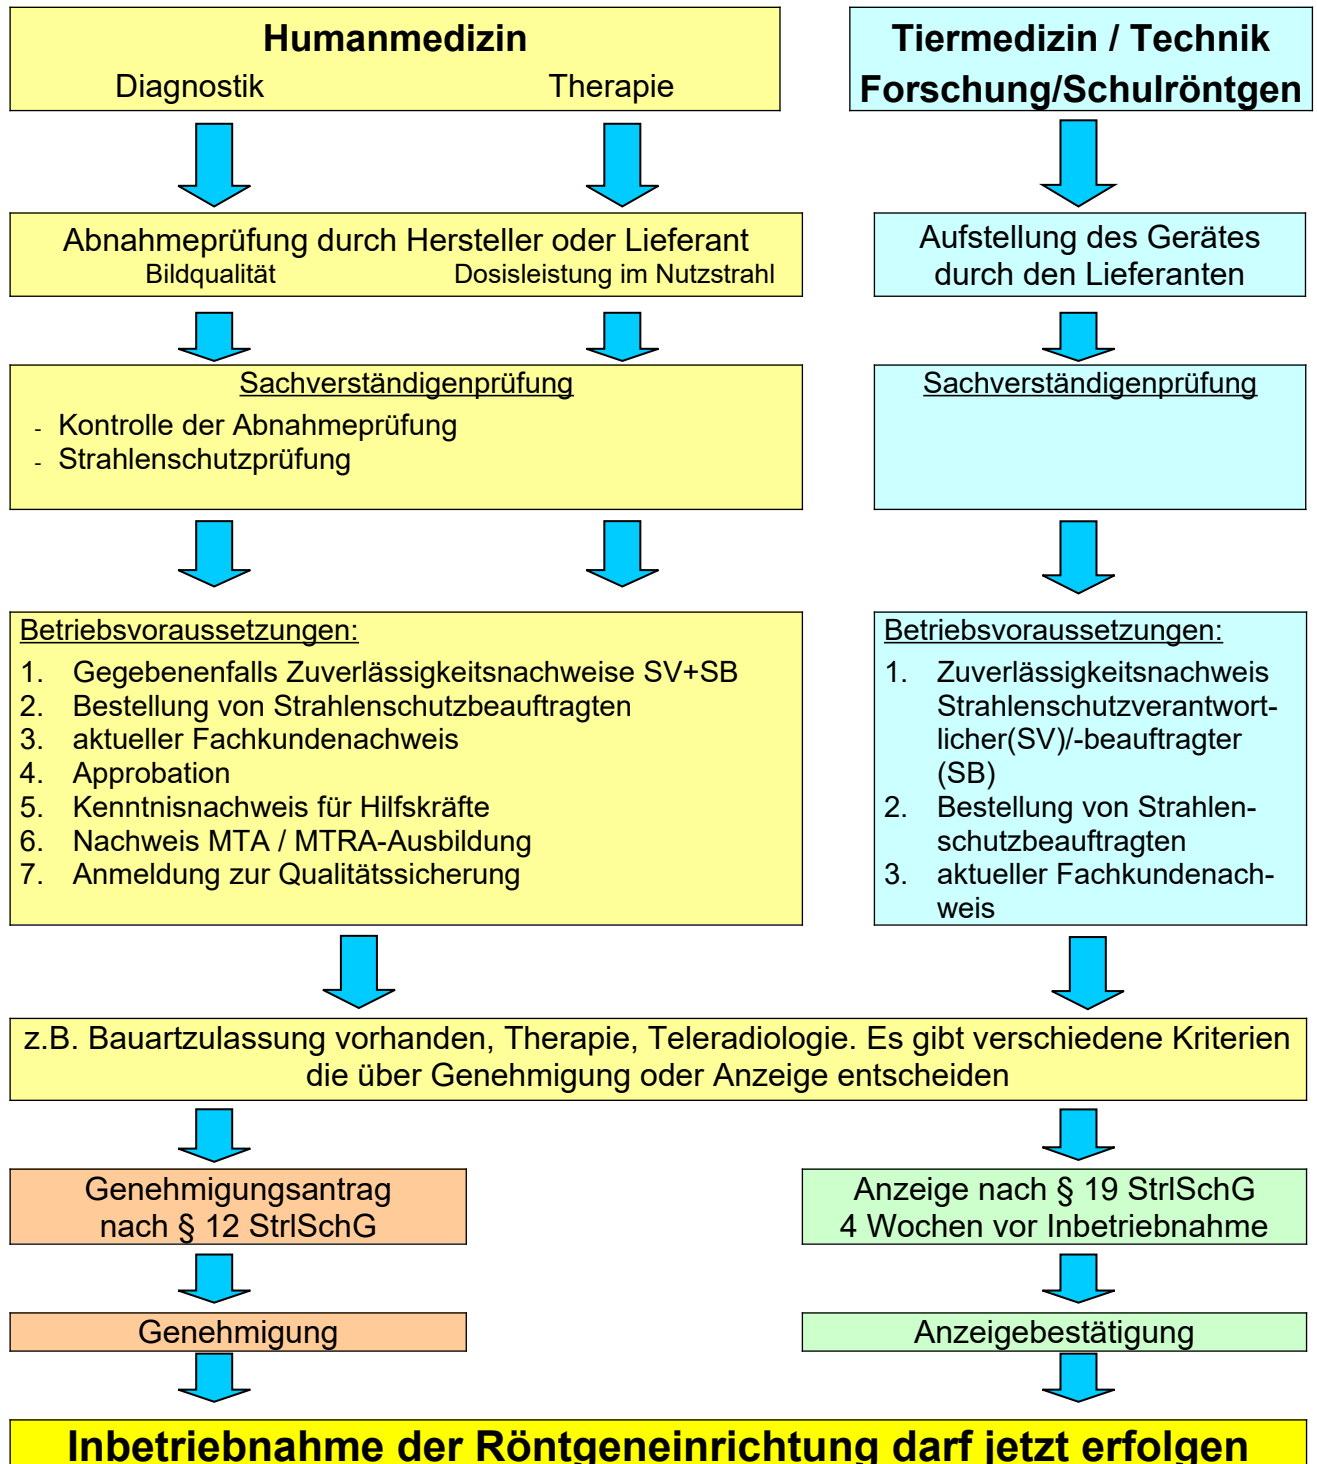 Humanmedizin
Diagnostik Therapie
Tiermedizin / Technik
Forschung/Schulröntgen
Abnahmeprüfung durch Hersteller oder Lieferant
Bildqualität Dosisleistung im Nutzstrahl
Aufstellung des Gerätes
durch den Lieferanten
Sachverständigenprüfung
- Kontrolle der Abnahmeprüfung
- Strahlenschutzprüfung
Sachverständigenprüfung
Betriebsvoraussetzungen:
1. Gegebenenfalls Zuverlässigkeitsnachweise SV+SB
2. Bestellung von Strahlenschutzbeauftragten
3. aktueller Fachkundenachweis
4. Approbation
5. Kenntnisnachweis für Hilfskräfte
6. Nachweis MTA / MTRA-Ausbildung
7. Anmeldung zur Qualitätssicherung
Betriebsvoraussetzungen:
1. Zuverlässigkeitsnachweis
Strahlenschutzverantwort-
licher(SV)/-beauftragter
(SB)
2. Bestellung von Strahlen-
schutzbeauftragten
3. aktueller Fachkundenach-
weis
z.B. Bauartzulassung vorhanden, Therapie, Teleradiologie. Es gibt verschiedene Kriterien
die über Genehmigung oder Anzeige entscheiden
Genehmigungsantrag
nach § 12 StrlSchG
Anzeige nach § 19 StrlSchG
4 Wochen vor Inbetriebnahme
Genehmigung
Anzeigebestätigung
Inbetriebnahme der Röntgeneinrichtung darf jetzt erfolgen